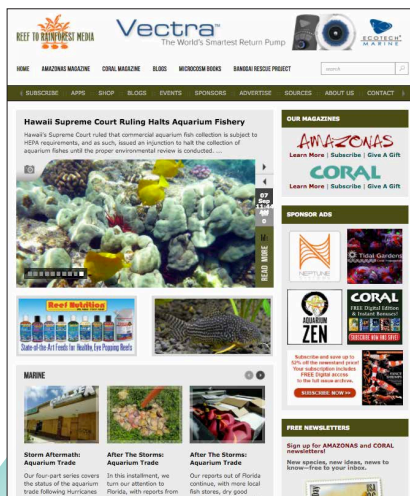 REEF TO RAINFOREST MEDIA
Vectra™
The World's Smartest Return Pump
ECOTECH
MARINE
HOME AMAZONAS MAGAZINE CORAL MAGAZINE BLOGS MICROCOSM BOOKS BANGGAI RESCUE PROJECT
search
SUBSCRIBE APPS SHOP BLOGS EVENTS SPONSORS ADVERTISE SOURCES ABOUT US CONTACT
Hawaii Supreme Court Ruling Halts Aquarium Fishery
Hawaii's Supreme Court ruled that commercial aquarium fish collection is subject to
HEPA requirements, and as such, issued an injunction to halt the collection of
aquarium fishes until the proper environmental review is conducted. ...
07
Sep
11:44
0
READ MORE
Reef Nutrition
State-of-the-Art Feeds for Healthy, Eye Popping Reefs
MARINE
Storm Aftermath:
Aquarium Trade
Our four-part series covers
the status of the aquarium
trade following Hurricanes
After The Storms:
Aquarium Trade
In this installment, we
turn our attention to
Florida, with reports from
After The Storms:
Aquarium Trade
Our reports out of Florida
continue, with more local
fish stores, dry good
OUR MAGAZINES
AMAZONAS
Learn More | Subscribe | Give A Gift
CORAL
Learn More | Subscribe | Give A Gift
SPONSOR ADS
NEPTUNE
Tidal Gardens
AQUARIUM
ZEN
CORAL
FREE Digital Edition
& Instant Bonuses!
SUBSCRIBE NOW AND SAVE!
Subscribe and save up to
52% off the newsstand price!
Your subscription includes
FREE Digital access
to the full issue archive.
SUBSCRIBE NOW >>
FREE NEWSLETTERS
Sign up for AMAZONAS and CORAL
newsletters!
New species, new ideas, news to
know—free to your inbox.
USA